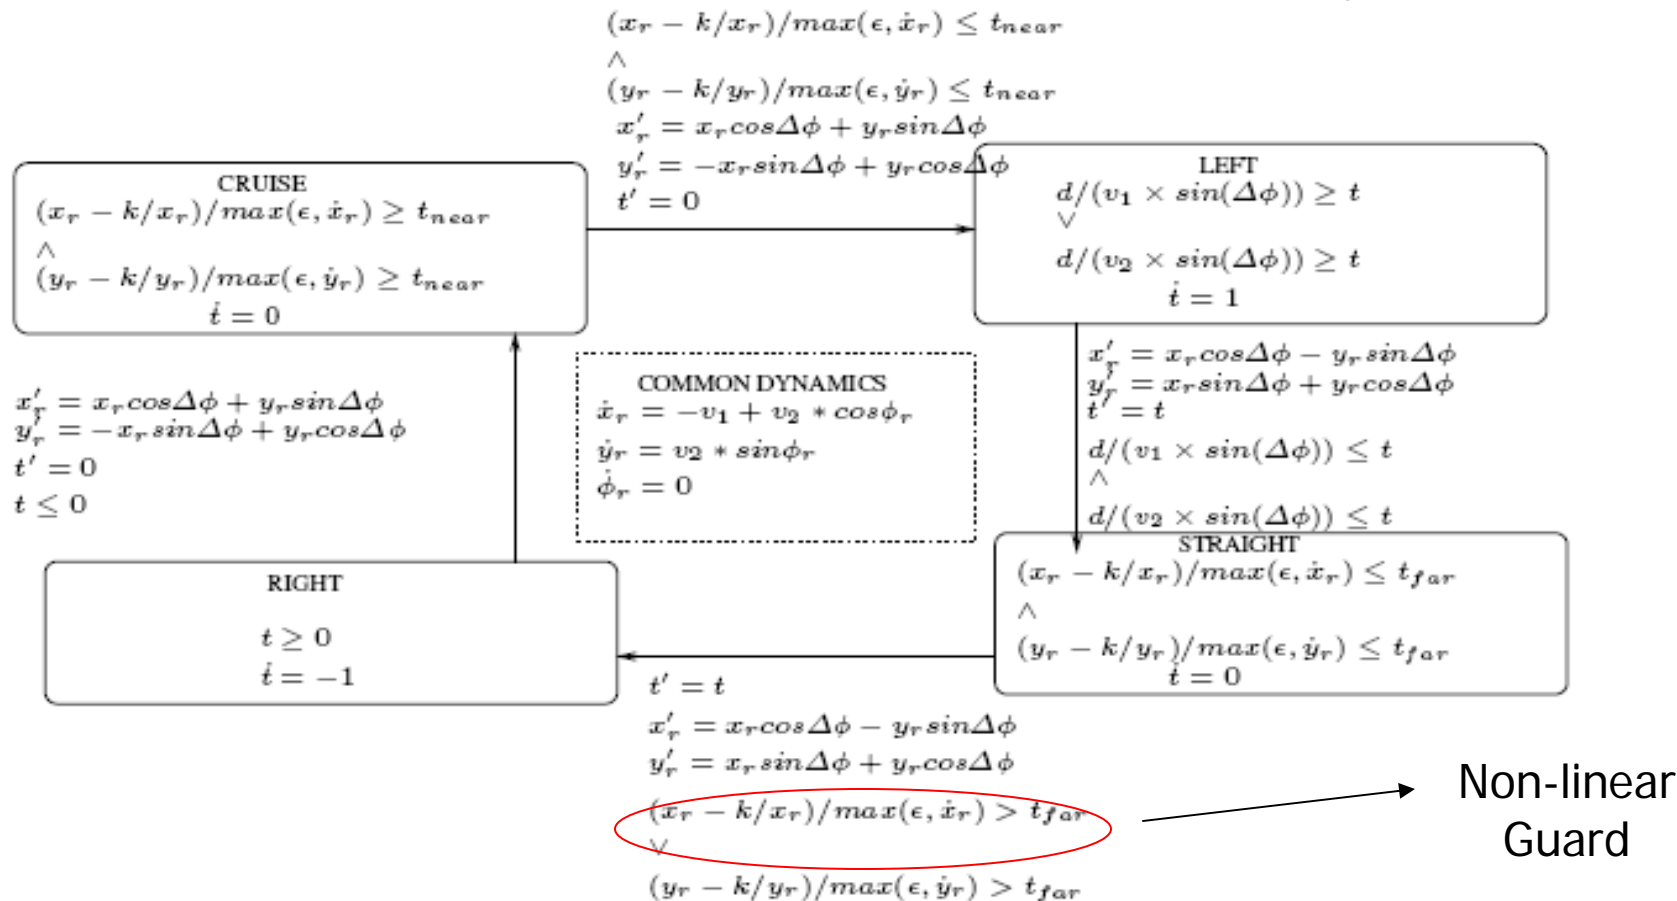 (x_r − k/x_r)/max(ϵ, ẋ_r) ≤ t_near
∧
(y_r − k/y_r)/max(ϵ, ẏ_r) ≤ t_near
x′_r = x_r cosΔϕ + y_r sinΔϕ
y′_r = −x_r sinΔϕ + y_r cosΔϕ
t′ = 0
CRUISE
(x_r − k/x_r)/max(ϵ, ẋ_r) ≥ t_near
∧
(y_r − k/y_r)/max(ϵ, ẏ_r) ≥ t_near
ṫ = 0
LEFT
d/(v_1 × sin(Δϕ)) ≥ t
∨
d/(v_2 × sin(Δϕ)) ≥ t
ṫ = 1
x′_r = x_r cosΔϕ + y_r sinΔϕ
y′_r = −x_r sinΔϕ + y_r cosΔϕ
t′ = 0
t ≤ 0
COMMON DYNAMICS
ẋ_r = −v_1 + v_2 * cosϕ_r
ẏ_r = v_2 * sinϕ_r
ϕ̇_r = 0
x′_r = x_r cosΔϕ − y_r sinΔϕ
y′_r = x_r sinΔϕ + y_r cosΔϕ
t′ = t
d/(v_1 × sin(Δϕ)) ≤ t
∧
d/(v_2 × sin(Δϕ)) ≤ t
RIGHT
t ≥ 0
ṫ = −1
STRAIGHT
(x_r − k/x_r)/max(ϵ, ẋ_r) ≤ t_far
∧
(y_r − k/y_r)/max(ϵ, ẏ_r) ≤ t_far
ṫ = 0
t′ = t
x′_r = x_r cosΔϕ − y_r sinΔϕ
y′_r = x_r sinΔϕ + y_r cosΔϕ
(x_r − k/x_r)/max(ϵ, ẋ_r) > t_far
∨
(y_r − k/y_r)/max(ϵ, ẏ_r) > t_far
Non-linear
Guard